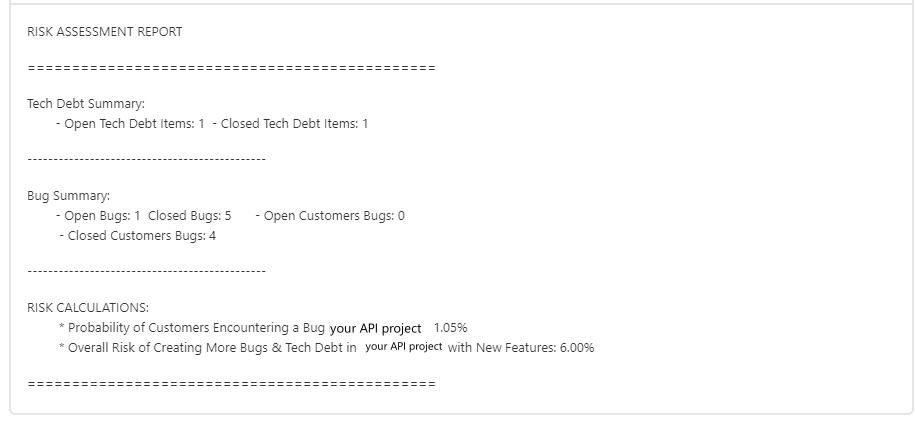 RISK ASSESSMENT REPORT
==============================================
Tech Debt Summary:
- Open Tech Debt Items: 1 - Closed Tech Debt Items: 1
----------------------------------------------
Bug Summary:
- Open Bugs: 1 Closed Bugs: 5 - Open Customers Bugs: 0
- Closed Customers Bugs: 4
----------------------------------------------
RISK CALCULATIONS:
* Probability of Customers Encountering a Bug your API project 1.05%
* Overall Risk of Creating More Bugs & Tech Debt in your API project with New Features: 6.00%
==============================================